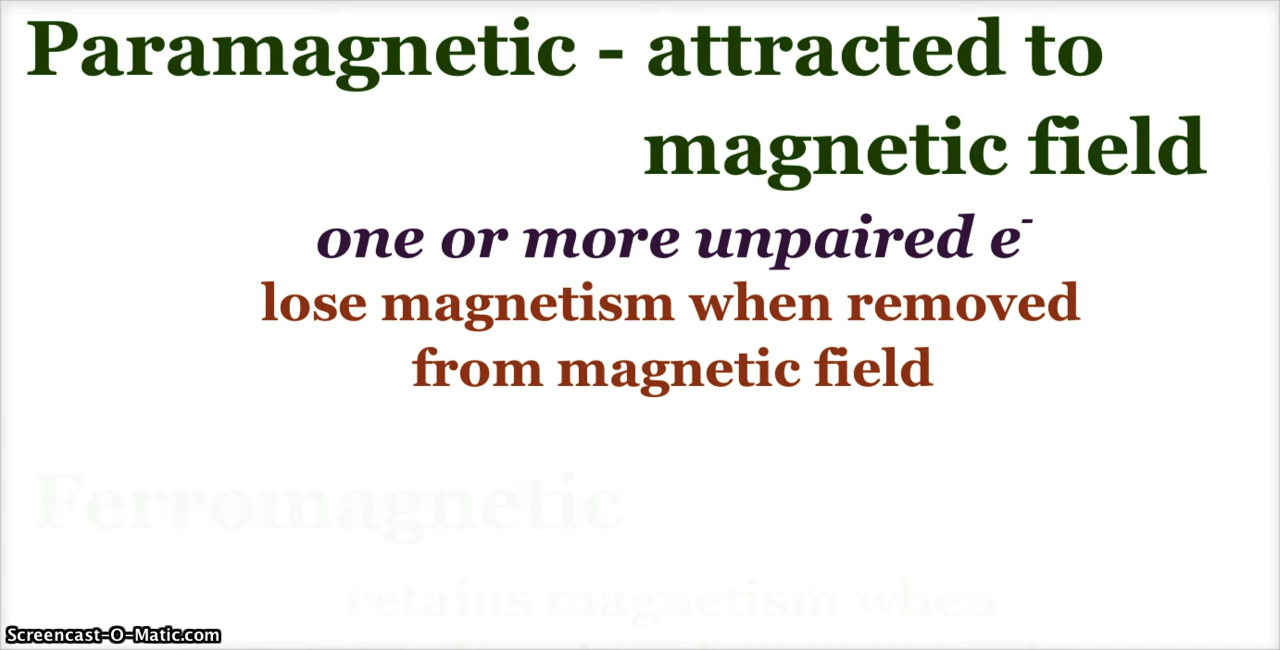 Paramagnetic - attracted to
magnetic field
one or more unpaired e⁻
lose magnetism when removed
from magnetic field
Ferromagnetic
retains magnetism when
Screencast-O-Matic.com